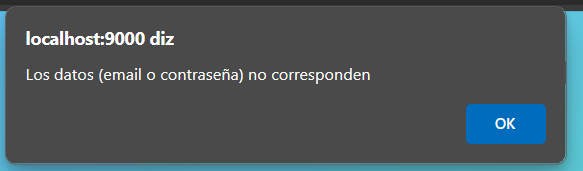 localhost:9000 diz
Los datos (email o contraseña) no corresponden
OK